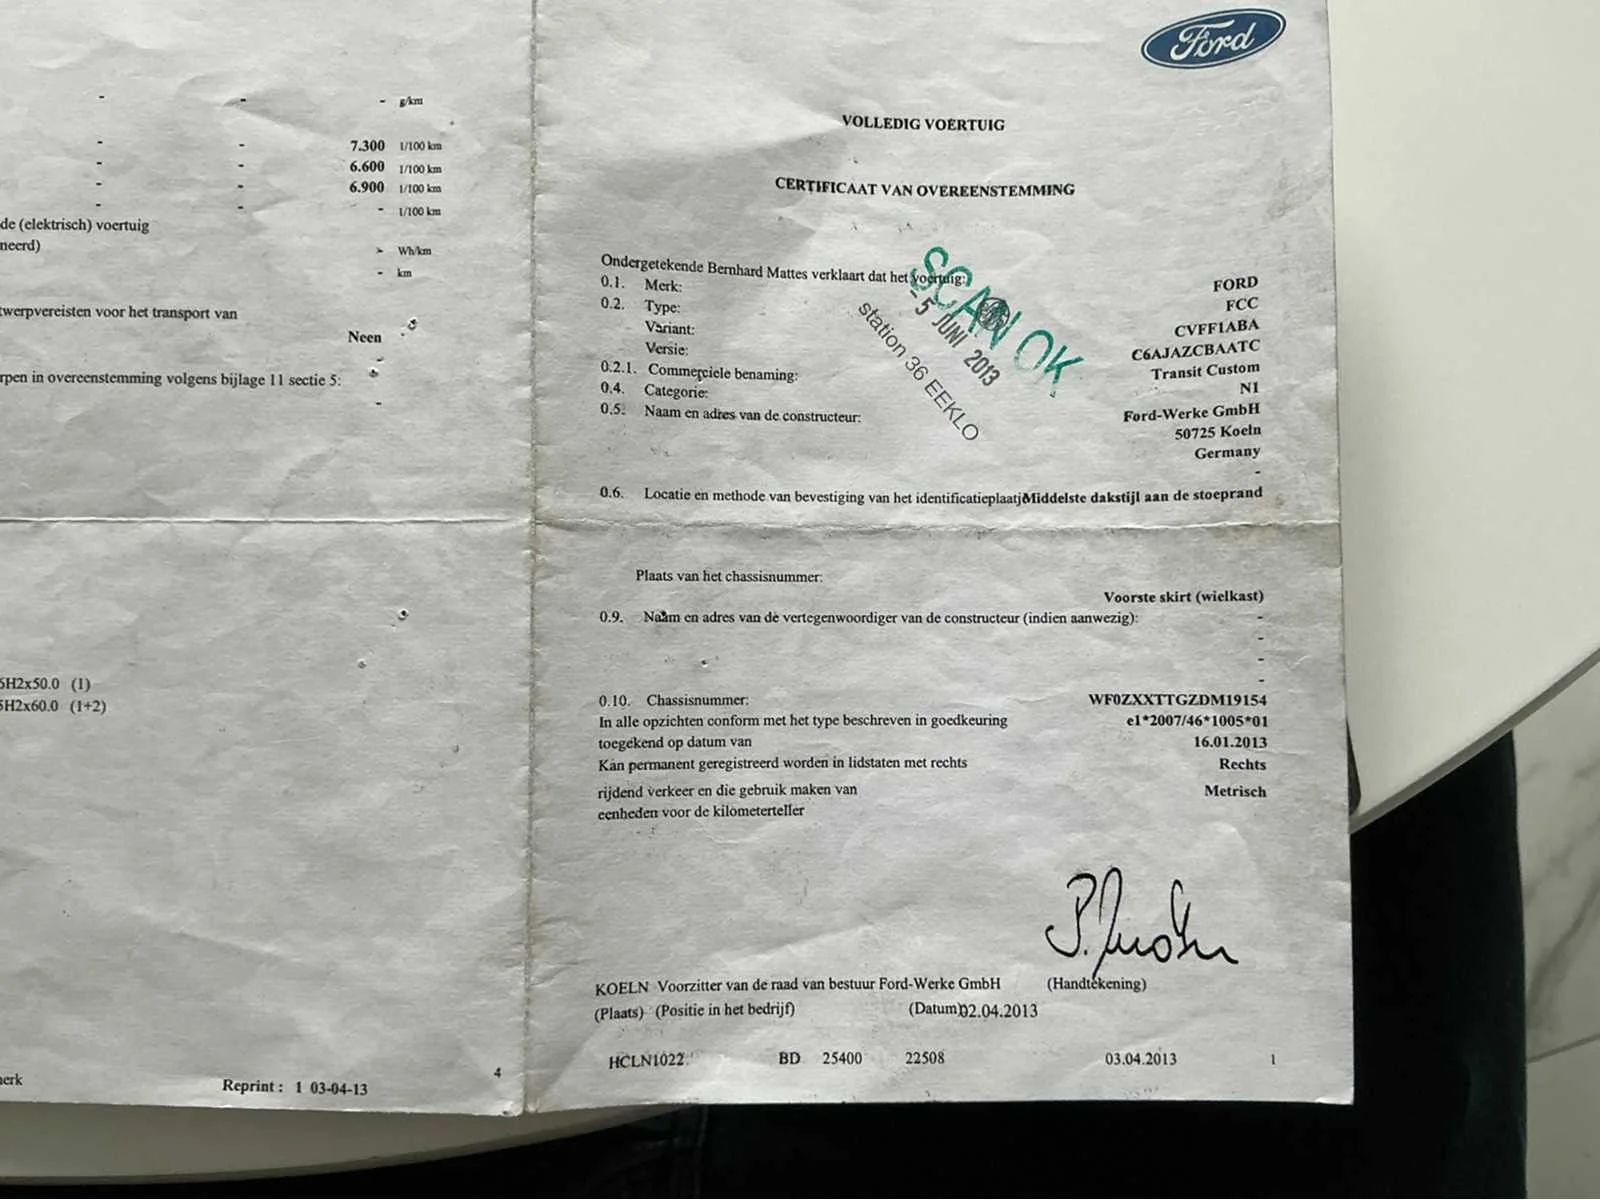 - - - g/km
- - 7.300 l/100 km
- - 6.600 l/100 km
- - 6.900 l/100 km
- - - l/100 km
de (elektrisch) voertuig
neerd)
- Wh/km
- km
twerpvereisten voor het transport van
Neen
rpen in overeenstemming volgens bijlage 11 sectie 5:
-
5H2x50.0 (1)
5H2x60.0 (1+2)
erk
Reprint : 1 03-04-13
4
Ford
VOLLEDIG VOERTUIG
CERTIFICAAT VAN OVEREENSTEMMING
Ondergetekende Bernhard Mattes verklaart dat het voertuig:
0.1. Merk: FORD
0.2. Type: FCC
Variant: CVFF1ABA
Versie: C6AJAZCBAATC
0.2.1. Commerciele benaming: Transit Custom
0.4. Categorie: N1
0.5. Naam en adres van de constructeur: Ford-Werke GmbH
50725 Koeln
Germany
-
SCAN OK
- 5 JUNI 2013
station 36 EEKLO
0.6. Locatie en methode van bevestiging van het identificatieplaatjMiddelste dakstijl aan de stoeprand
Plaats van het chassisnummer:
Voorste skirt (wielkast)
0.9. Naam en adres van de vertegenwoordiger van de constructeur (indien aanwezig): -
-
-
-
0.10. Chassisnummer: WF0ZXXTTGZDM19154
In alle opzichten conform met het type beschreven in goedkeuring e1*2007/46*1005*01
toegekend op datum van 16.01.2013
Kan permanent geregistreerd worden in lidstaten met rechts Rechts
rijdend verkeer en die gebruik maken van Metrisch
eenheden voor de kilometerteller
KOELN Voorzitter van de raad van bestuur Ford-Werke GmbH (Handtekening)
(Plaats) (Positie in het bedrijf) (Datum)02.04.2013
HCLN1022 BD 25400 22508 03.04.2013 1